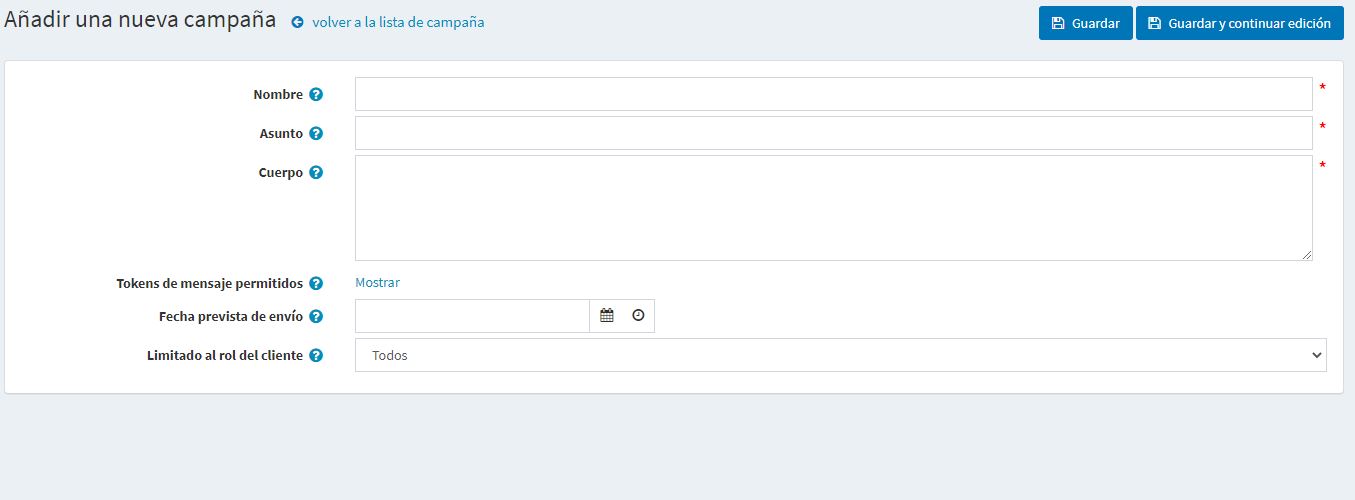 Añadir una nueva campaña volver a la lista de campaña Guardar Guardar y continuar edición
Nombre *
Asunto *
Cuerpo *
Tokens de mensaje permitidos Mostrar
Fecha prevista de envío
Limitado al rol del cliente Todos